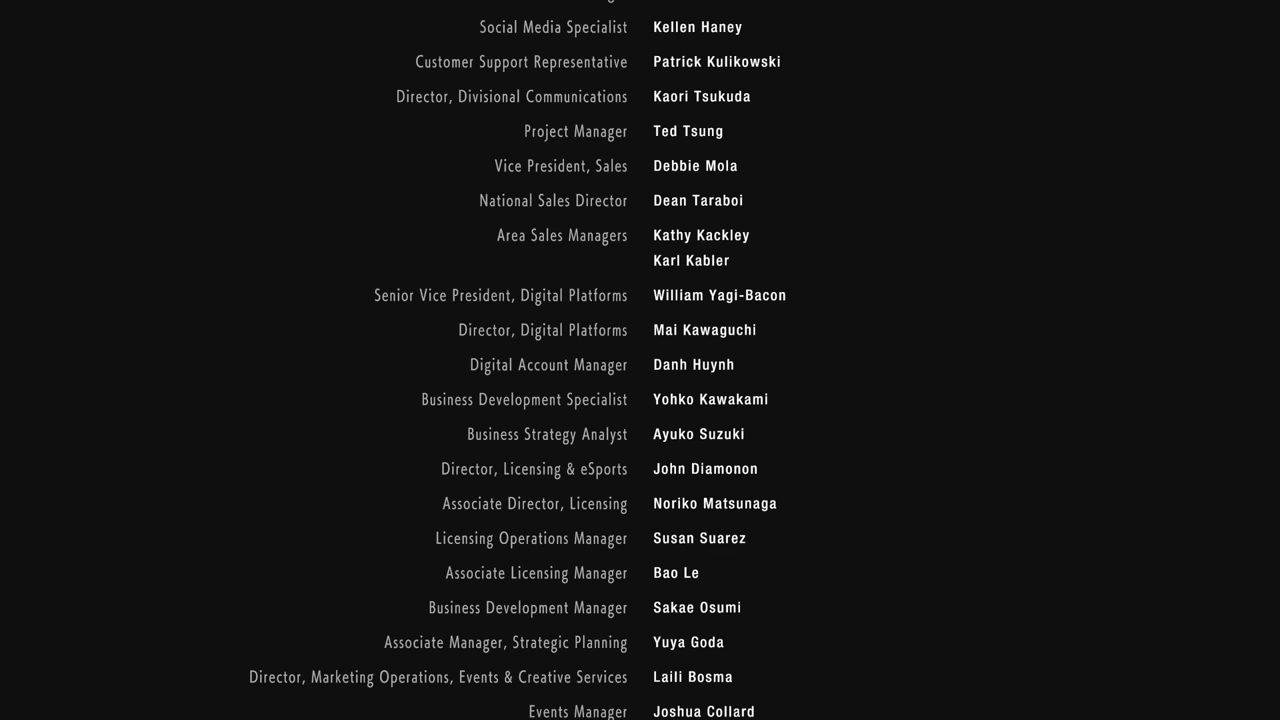 Social Media Specialist Kellen Haney
Customer Support Representative Patrick Kulikowski
Director, Divisional Communications Kaori Tsukuda
Project Manager Ted Tsung
Vice President, Sales Debbie Mola
National Sales Director Dean Taraboi
Area Sales Managers Kathy Kackley
Karl Kabler
Senior Vice President, Digital Platforms William Yagi-Bacon
Director, Digital Platforms Mai Kawaguchi
Digital Account Manager Danh Huynh
Business Development Specialist Yohko Kawakami
Business Strategy Analyst Ayuko Suzuki
Director, Licensing & eSports John Diamonon
Associate Director, Licensing Noriko Matsunaga
Licensing Operations Manager Susan Suarez
Associate Licensing Manager Bao Le
Business Development Manager Sakae Osumi
Associate Manager, Strategic Planning Yuya Goda
Director, Marketing Operations, Events & Creative Services Laili Bosma
Events Manager Joshua Collard